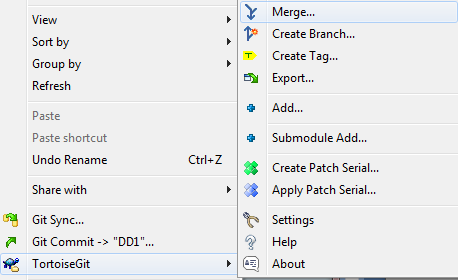 View
Sort by
Group by
Refresh
Paste
Paste shortcut
Undo Rename Ctrl+Z
Share with
Git Sync...
Git Commit -> "DD1"...
TortoiseGit
Merge...
Create Branch...
Create Tag...
Export...
Add...
Submodule Add...
Create Patch Serial...
Apply Patch Serial...
Settings
Help
About